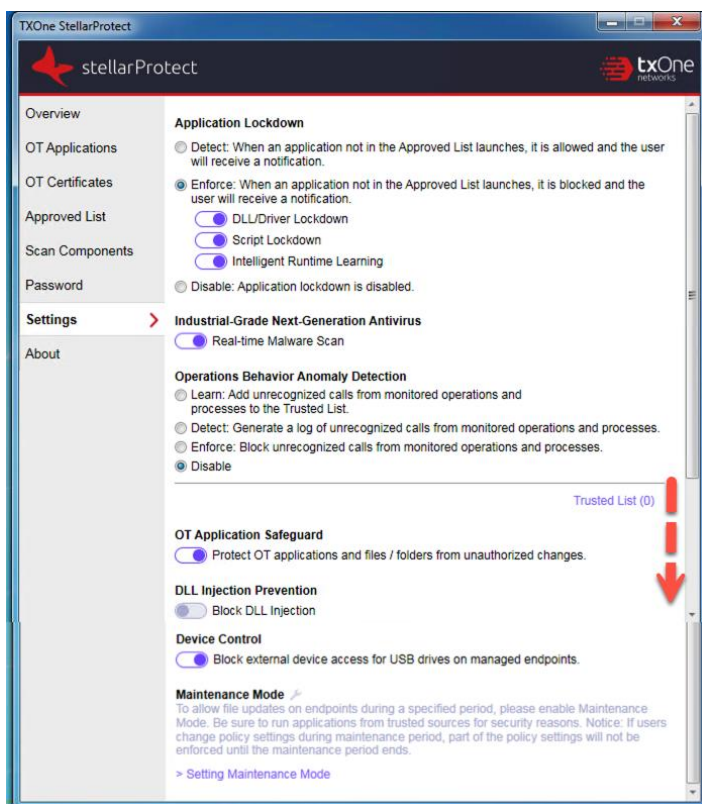 TXOne StellarProtect
stellarProtect
txOne
networks
Overview
OT Applications
OT Certificates
Approved List
Scan Components
Password
Settings
About
Application Lockdown
Detect: When an application not in the Approved List launches, it is allowed and the user
will receive a notification.
Enforce: When an application not in the Approved List launches, it is blocked and the
user will receive a notification.
DLL/Driver Lockdown
Script Lockdown
Intelligent Runtime Learning
Disable: Application lockdown is disabled.
Industrial-Grade Next-Generation Antivirus
Real-time Malware Scan
Operations Behavior Anomaly Detection
Learn: Add unrecognized calls from monitored operations and
processes to the Trusted List.
Detect: Generate a log of unrecognized calls from monitored operations and processes.
Enforce: Block unrecognized calls from monitored operations and processes.
Disable
Trusted List (0)
OT Application Safeguard
Protect OT applications and files / folders from unauthorized changes.
DLL Injection Prevention
Block DLL Injection
Device Control
Block external device access for USB drives on managed endpoints.
Maintenance Mode
To allow file updates on endpoints during a specified period, please enable Maintenance
Mode. Be sure to run applications from trusted sources for security reasons. Notice: If users
change policy settings during maintenance period, part of the policy settings will not be
enforced until the maintenance period ends.
> Setting Maintenance Mode